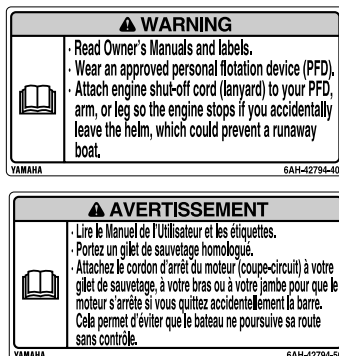 WARNING
· Read Owner's Manuals and labels.
· Wear an approved personal flotation device (PFD).
· Attach engine shut-off cord (lanyard) to your PFD,
arm, or leg so the engine stops if you accidentally
leave the helm, which could prevent a runaway
boat.
YAMAHA 6AH-42794-40
AVERTISSEMENT
· Lire le Manuel de l'Utilisateur et les étiquettes.
· Portez un gilet de sauvetage homologué.
· Attachez le cordon d'arrêt du moteur (coupe-circuit) à votre
gilet de sauvetage, à votre bras ou à votre jambe pour que le
moteur s'arrête si vous quittez accidentellement la barre.
Cela permet d'éviter que le bateau ne poursuive sa route
sans contrôle.
YAMAHA 6AH-42794-50